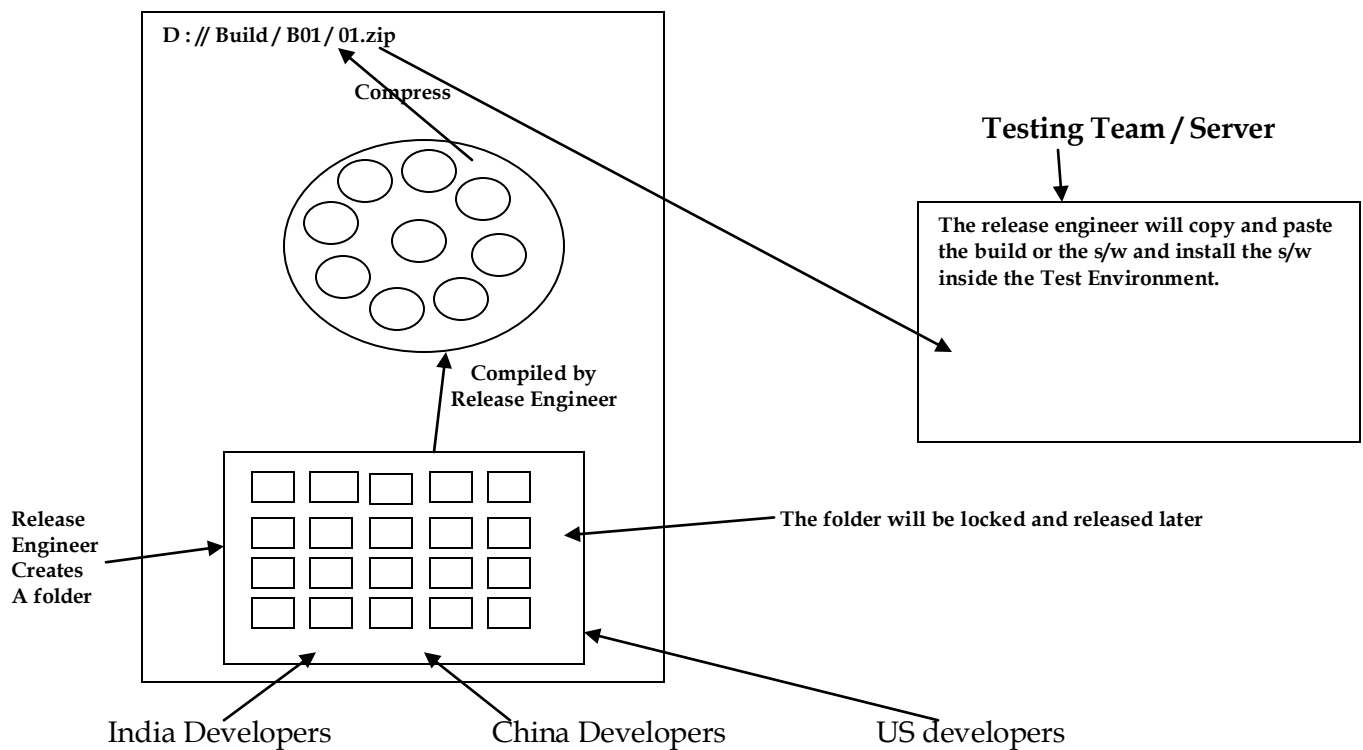 D : // Build / B01 / 01.zip
Compress
Testing Team / Server
The release engineer will copy and paste
the build or the s/w and install the s/w
inside the Test Environment.
Compiled by
Release Engineer
Release
Engineer
Creates
A folder
The folder will be locked and released later
India Developers
China Developers
US developers